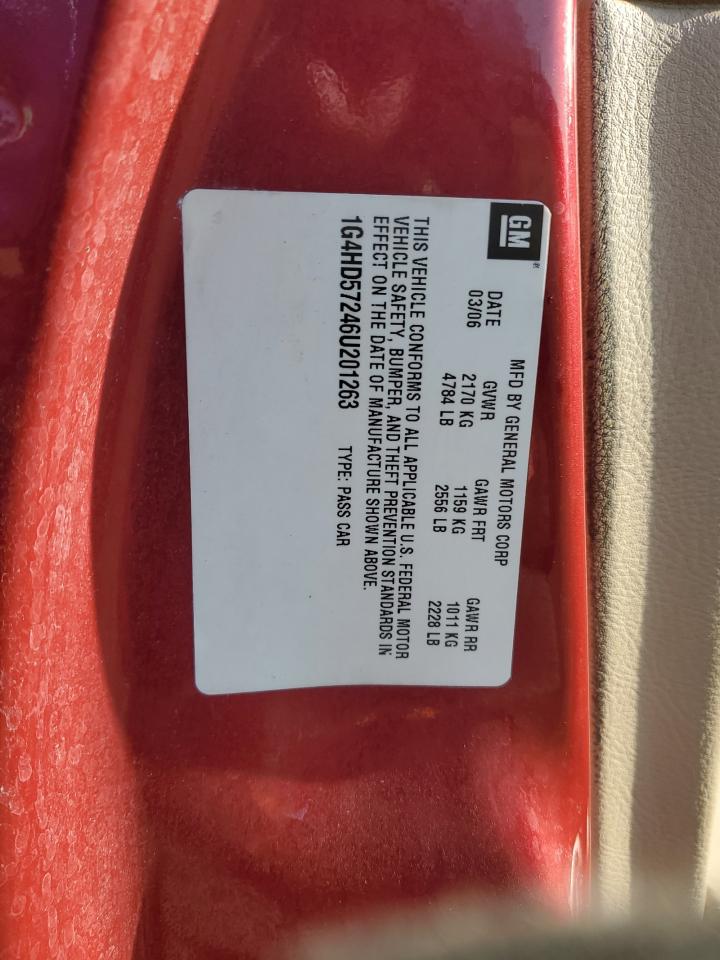 GM®
MFD BY GENERAL MOTORS CORP
DATE GVWR GAWR FRT GAWR RR
03/06 2170 KG 1159 KG 1011 KG
4784 LB 2556 LB 2228 LB
THIS VEHICLE CONFORMS TO ALL APPLICABLE U.S. FEDERAL MOTOR
VEHICLE SAFETY, BUMPER, AND THEFT PREVENTION STANDARDS IN
EFFECT ON THE DATE OF MANUFACTURE SHOWN ABOVE.
1G4HD57246U201263 TYPE: PASS CAR